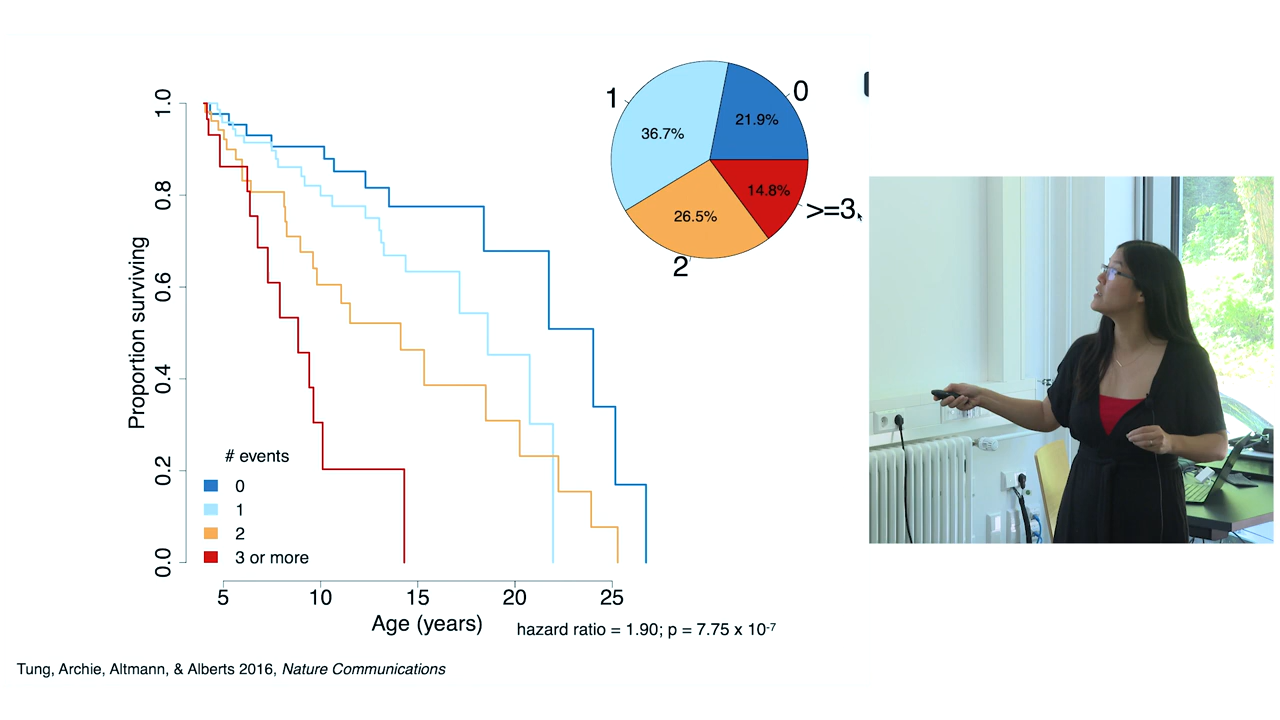 1.0
0.8
0.6
0.4
0.2
0.0
Proportion surviving
# events
0
1
2
3 or more
5 10 15 20 25
Age (years)
hazard ratio = 1.90; p = 7.75 x 10-7
1
0
36.7%
21.9%
14.8%
>=3
26.5%
2
Tung, Archie, Altmann, & Alberts 2016, Nature Communications